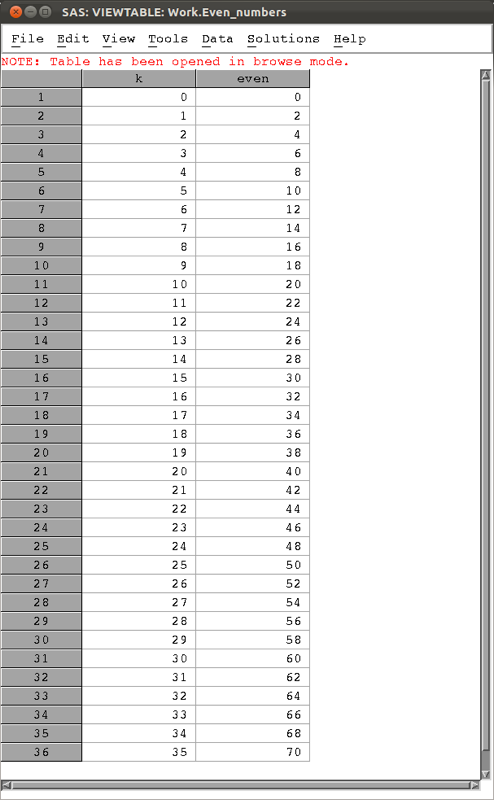 SAS: VIEWTABLE: Work.Even_numbers
File Edit View Tools Data Solutions Help
NOTE: Table has been opened in browse mode.
k even
1 0 0
2 1 2
3 2 4
4 3 6
5 4 8
6 5 10
7 6 12
8 7 14
9 8 16
10 9 18
11 10 20
12 11 22
13 12 24
14 13 26
15 14 28
16 15 30
17 16 32
18 17 34
19 18 36
20 19 38
21 20 40
22 21 42
23 22 44
24 23 46
25 24 48
26 25 50
27 26 52
28 27 54
29 28 56
30 29 58
31 30 60
32 31 62
33 32 64
34 33 66
35 34 68
36 35 70